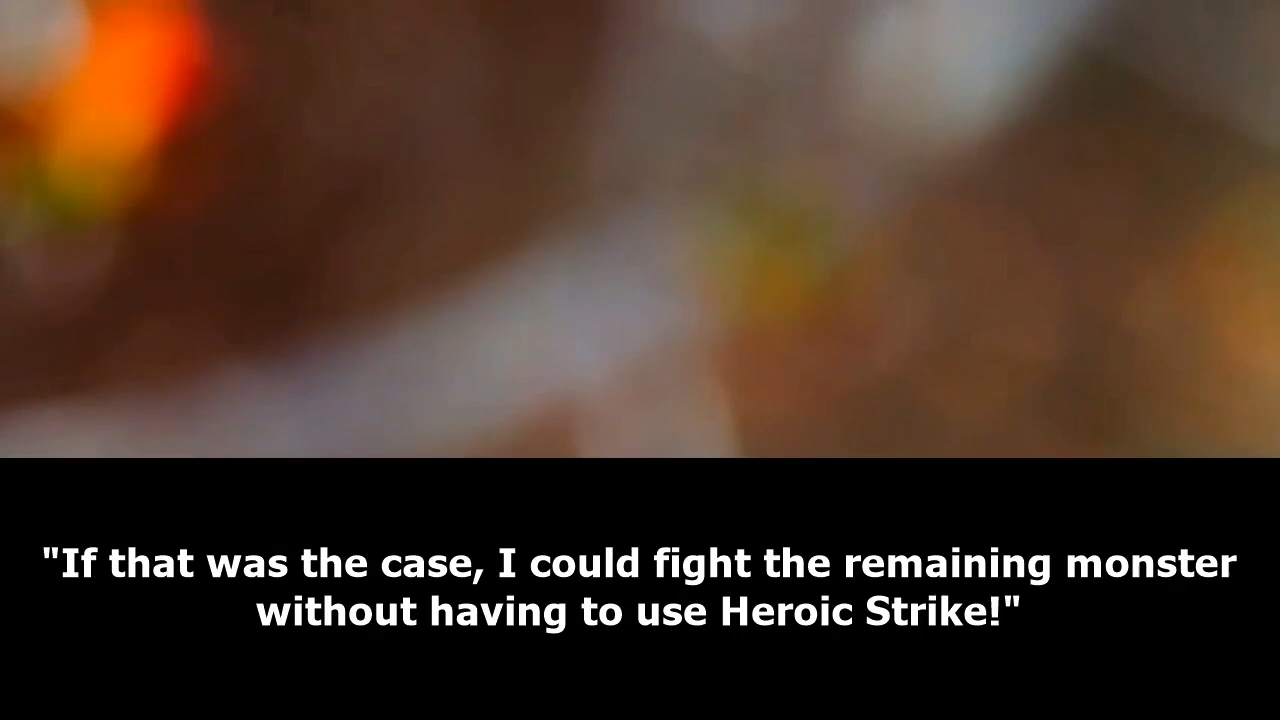 "If that was the case, I could fight the remaining monster
without having to use Heroic Strike!"